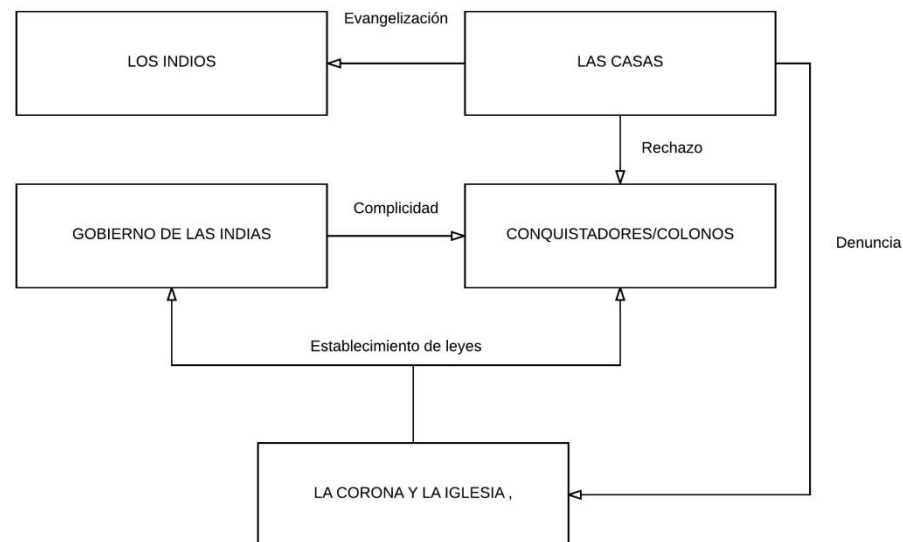 Evangelización
LOS INDIOS
LAS CASAS
Rechazo
Complicidad
GOBIERNO DE LAS INDIAS
CONQUISTADORES/COLONOS
Denuncia
Establecimiento de leyes
LA CORONA Y LA IGLESIA ,